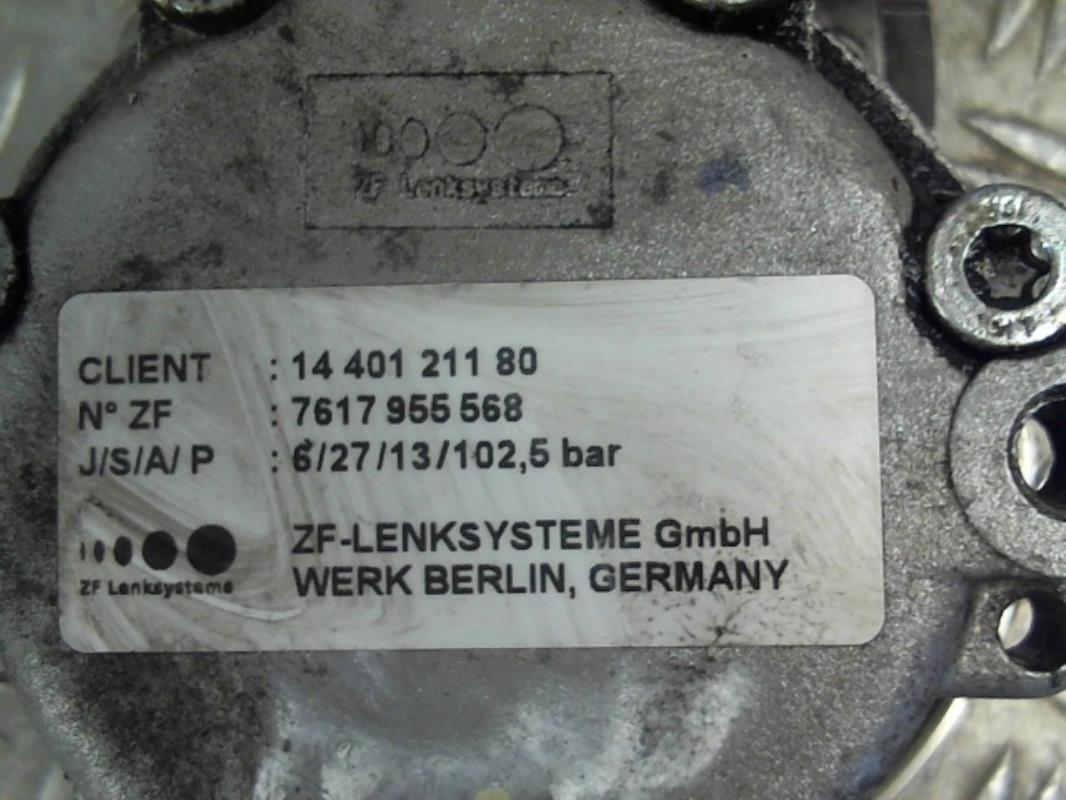 ZF Lenksysteme
CLIENT : 14 401 211 80
N° ZF : 7617 955 568
J/S/A/ P : 6/27/13/102,5 bar
ZF-LENKSYSTEME GmbH
ZF Lenksysteme
WERK BERLIN, GERMANY